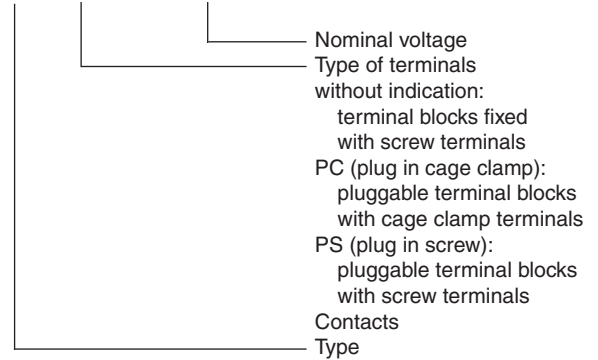 Nominal voltage
Type of terminals
without indication:
terminal blocks fixed
with screw terminals
PC (plug in cage clamp):
pluggable terminal blocks
with cage clamp terminals
PS (plug in screw):
pluggable terminal blocks
with screw terminals
Contacts
Type